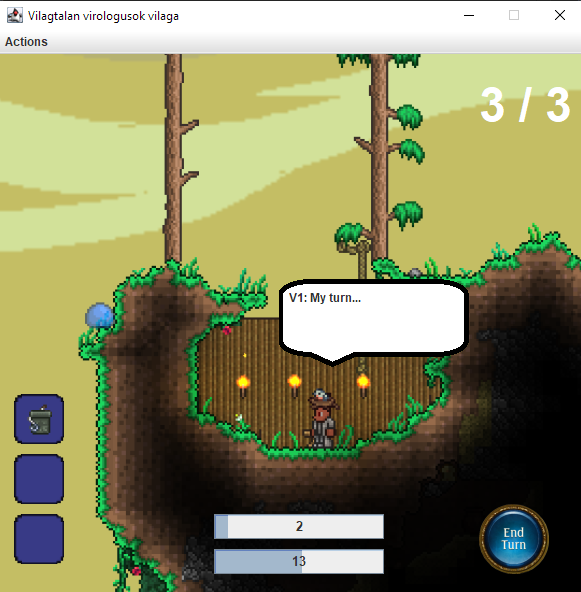 Vilagtalan virologusok vilaga
Actions
3 / 3
V1: My turn...
2
13
End
Turn